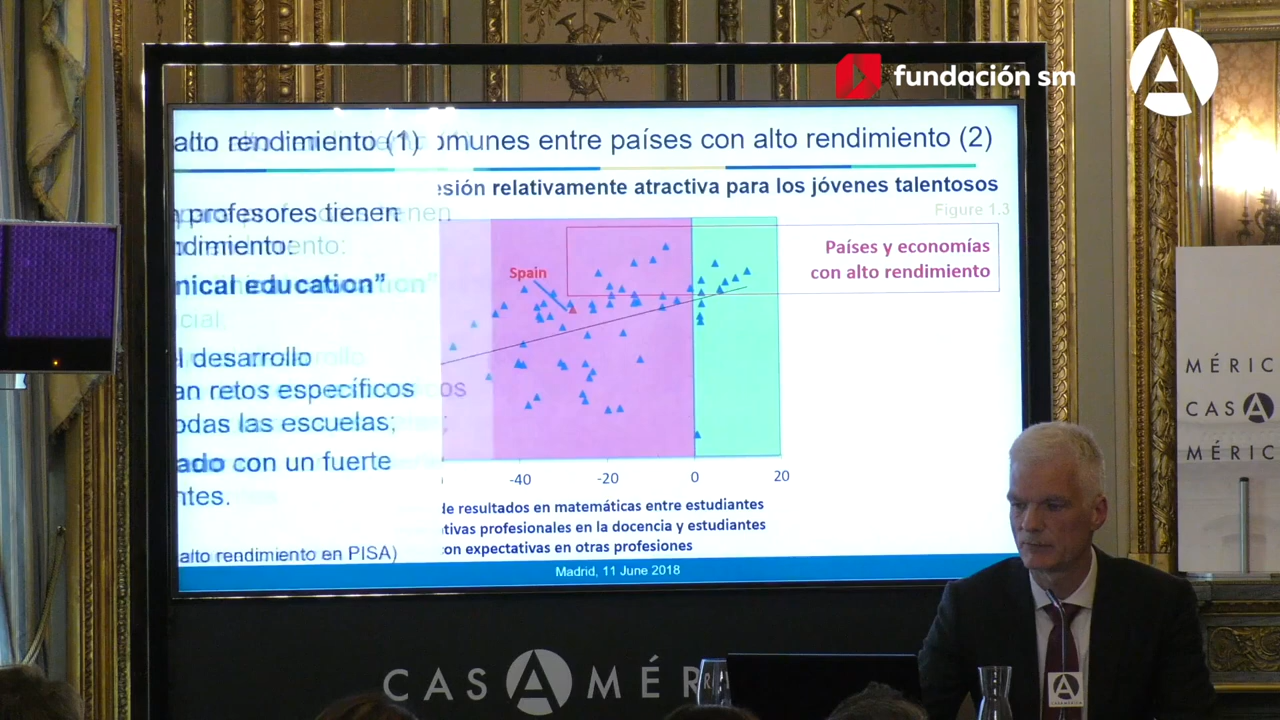 fundación sm
alto rendimiento (1)
omunes entre países con alto rendimiento (2)
esión relativamente atractiva para los jóvenes talentosos
Figure 1.3
Países y economías
con alto rendimiento
Spain
profesores tienen
ndimiento:
nical education”
cial
l desarrollo
an retos específicos
odas las escuelas;
ado con un fuerte
ntes.
alto rendimiento en PISA)
-40 -20 0 20
de resultados en matemáticas entre estudiantes
tivas profesionales en la docencia y estudiantes
on expectativas en otras profesiones
Madrid, 11 June 2018
CASAMÉR
MÉRIC
CASA
MÉRIC